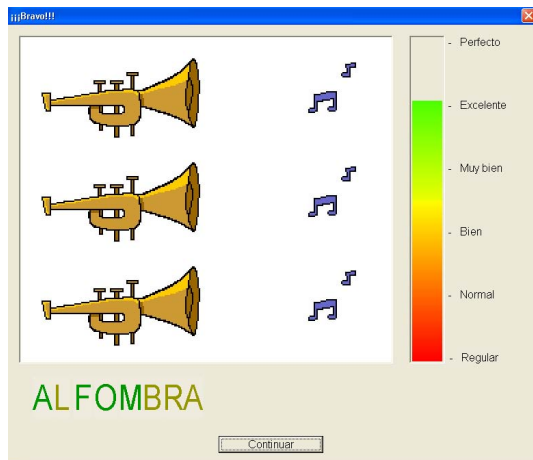 ¡¡¡Bravo!!!
- Perfecto
- Excelente
- Muy bien
- Bien
- Normal
- Regular
ALFOMBRA
Continuar